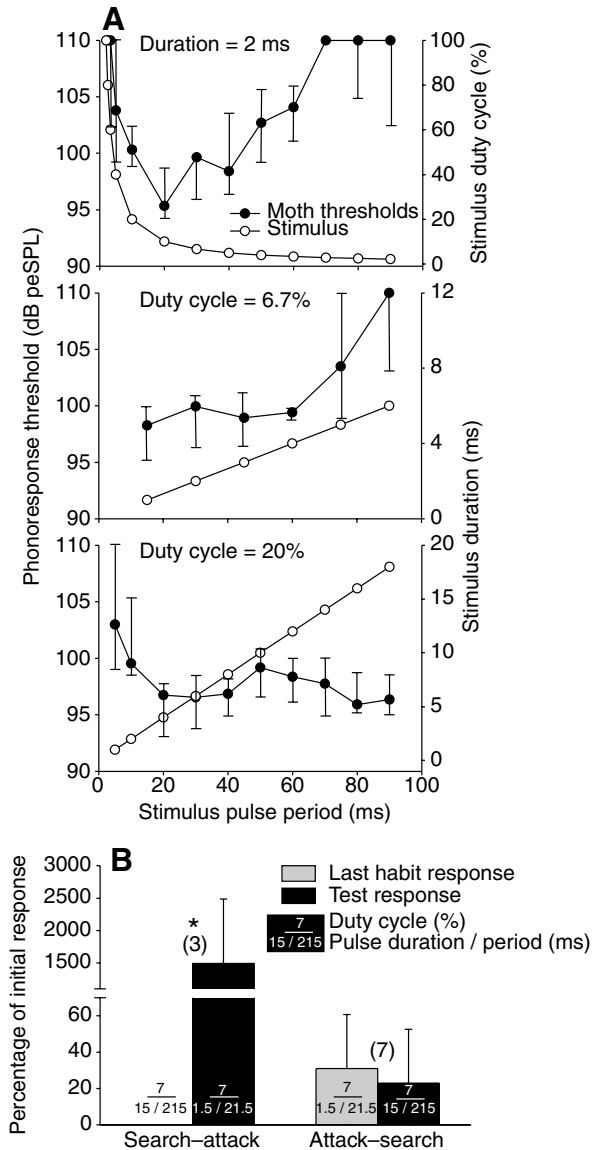 A
Duration = 2 ms
110
105
100
95
90
100
80
60
40
20
0
Moth thresholds
Stimulus
Stimulus duty cycle (%)
Phonoresponse threshold (dB peSPL)
Duty cycle = 6.7%
110
105
100
95
90
12
8
4
0
Stimulus duration (ms)
Duty cycle = 20%
110
105
100
95
90
20
15
10
5
0
0 20 40 60 80 100
Stimulus pulse period (ms)
B
Percentage of initial response
3000
2500
2000
1500
60
40
20
0
Last habit response
Test response
7
15 / 215
Duty cycle (%)
Pulse duration / period (ms)
*
(3)
(7)
7
15 / 215
7
1.5 / 21.5
7
1.5 / 21.5
7
15 / 215
Search–attack
Attack–search